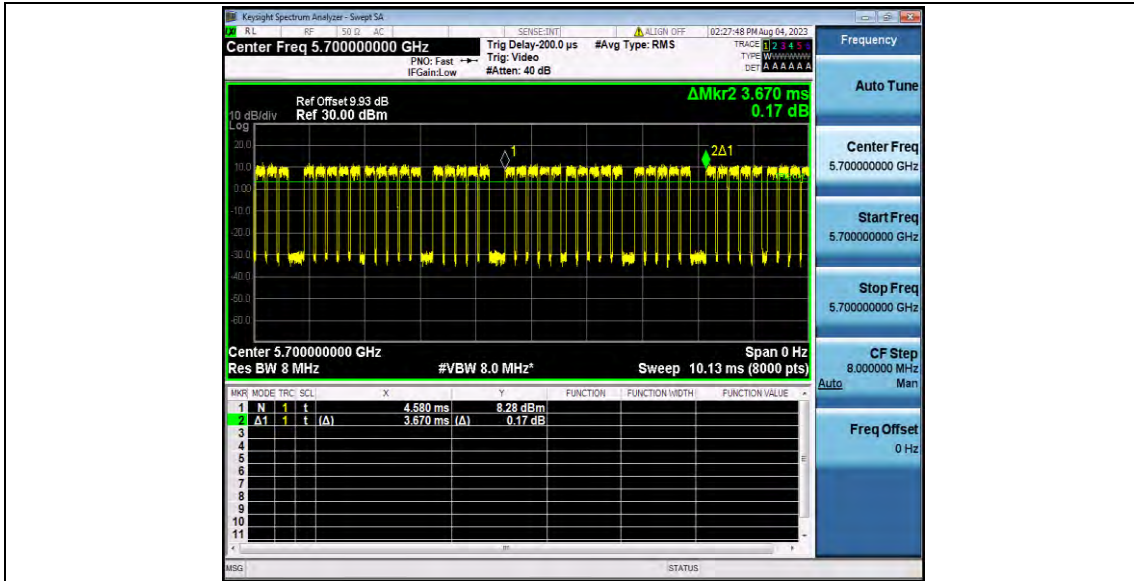 Keysight Spectrum Analyzer - Swept SA
RL RF 50 Ω AC SENSE:INT ALIGN OFF 02:27:48 PM Aug 04, 2023
Center Freq 5.700000000 GHz
PNO: Fast
IFGain:Low
Trig Delay-200.0 µs
Trig: Video
#Atten: 40 dB
#Avg Type: RMS
TRACE 1 2 3 4 5 6
TYPE W
DET A A A A A A
Frequency
ΔMkr2 3.670 ms
0.17 dB
Ref Offset 9.93 dB
10 dB/div Ref 30.00 dBm
Log
20.0
10.0
0.00
-10.0
-20.0
-30.0
-40.0
-50.0
-60.0
1
2Δ1
Center 5.700000000 GHz Span 0 Hz
Res BW 8 MHz #VBW 8.0 MHz* Sweep 10.13 ms (8000 pts)
MKR MODE TRC SCL X Y FUNCTION FUNCTION WIDTH FUNCTION VALUE
1 N 1 t 4.580 ms 8.28 dBm
2 Δ1 1 t (Δ) 3.670 ms (Δ) 0.17 dB
3
4
5
6
7
8
9
10
11
MSG STATUS
Auto Tune
Center Freq
5.700000000 GHz
Start Freq
5.700000000 GHz
Stop Freq
5.700000000 GHz
CF Step
8.000000 MHz
Auto Man
Freq Offset
0 Hz